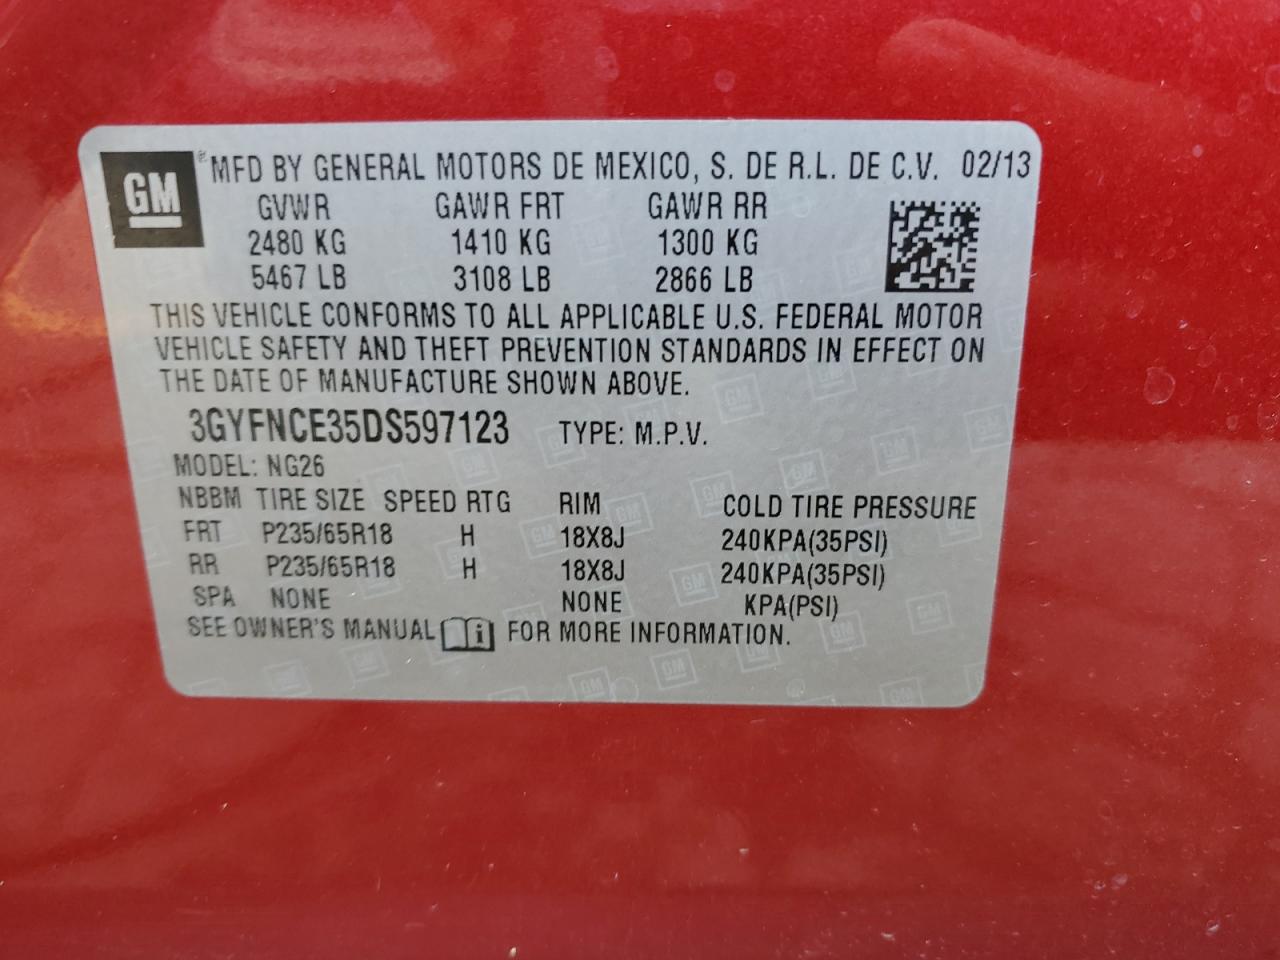 GM ® MFD BY GENERAL MOTORS DE MEXICO, S. DE R.L. DE C.V. 02/13
GVWR GAWR FRT GAWR RR
2480 KG 1410 KG 1300 KG
5467 LB 3108 LB 2866 LB
THIS VEHICLE CONFORMS TO ALL APPLICABLE U.S. FEDERAL MOTOR
VEHICLE SAFETY AND THEFT PREVENTION STANDARDS IN EFFECT ON
THE DATE OF MANUFACTURE SHOWN ABOVE.
3GYFNCE35DS597123 TYPE: M.P.V.
MODEL: NG26
NBBM TIRE SIZE SPEED RTG RIM COLD TIRE PRESSURE
FRT P235/65R18 H 18X8J 240KPA(35PSI)
RR P235/65R18 H 18X8J 240KPA(35PSI)
SPA NONE NONE KPA(PSI)
SEE OWNER'S MANUAL i FOR MORE INFORMATION.